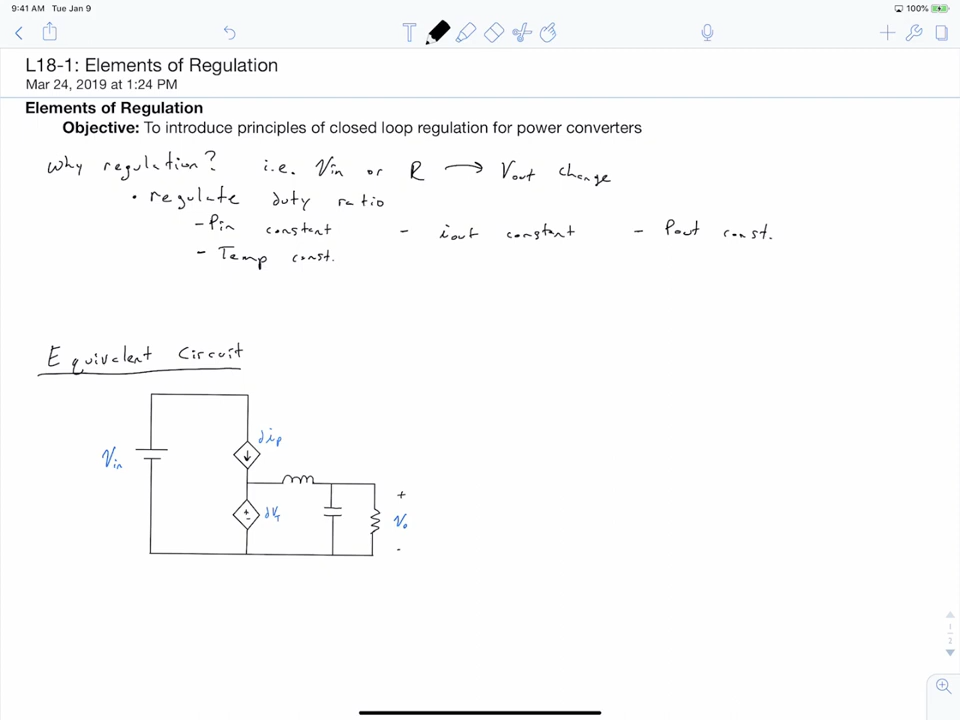 9:41 AM Tue Jan 9
100%
L18-1: Elements of Regulation
Mar 24, 2019 at 1:24 PM
Elements of Regulation
Objective: To introduce principles of closed loop regulation for power converters
Why regulation? i.e. Vin or R → Vout change
• regulate duty ratio
- Pin constant - iout constant - Pout const.
- Temp const.
Equivalent Circuit
dip
Vin
+
dVT
Vo
-
1
2